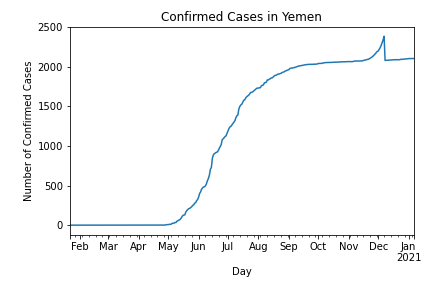 Confirmed Cases in Yemen
2500
2000
1500
1000
500
0
Number of Confirmed Cases
Feb Mar Apr May Jun Jul Aug Sep Oct Nov Dec Jan
2021
Day